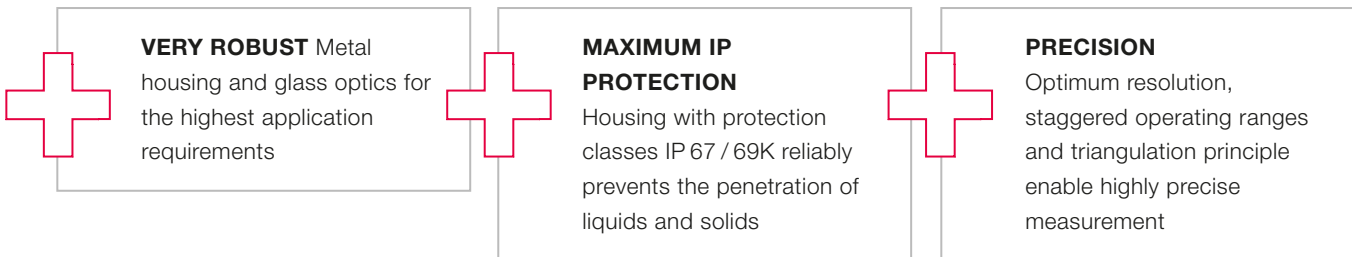 VERY ROBUST Metal
housing and glass optics for
the highest application
requirements
MAXIMUM IP
PROTECTION
Housing with protection
classes IP 67 / 69K reliably
prevents the penetration of
liquids and solids
PRECISION
Optimum resolution,
staggered operating ranges
and triangulation principle
enable highly precise
measurement